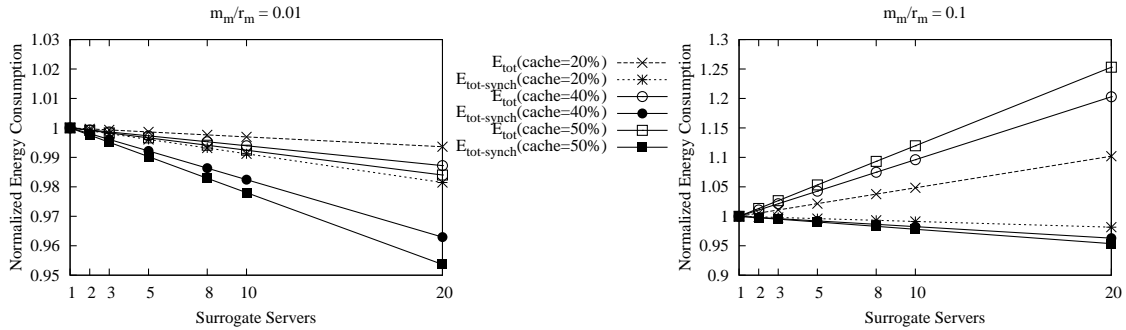 m_m/r_m = 0.01
Normalized Energy Consumption
1.03
1.02
1.01
1
0.99
0.98
0.97
0.96
0.95
1 2 3 5 8 10 20
Surrogate Servers
E_tot(cache=20%)
E_tot-synch(cache=20%)
E_tot(cache=40%)
E_tot-synch(cache=40%)
E_tot(cache=50%)
E_tot-synch(cache=50%)
m_m/r_m = 0.1
Normalized Energy Consumption
1.3
1.25
1.2
1.15
1.1
1.05
1
0.95
0.9
1 2 3 5 8 10 20
Surrogate Servers